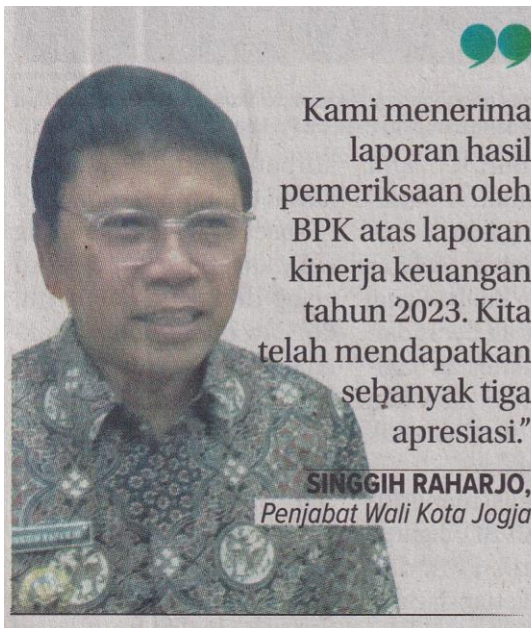 Kami menerima
laporan hasil
pemeriksaan oleh
BPK atas laporan
kinerja keuangan
tahun 2023. Kita
telah mendapatkan
sebanyak tiga
apresiasi.”
SINGGIH RAHARJO,
Penjabat Wali Kota Jogja